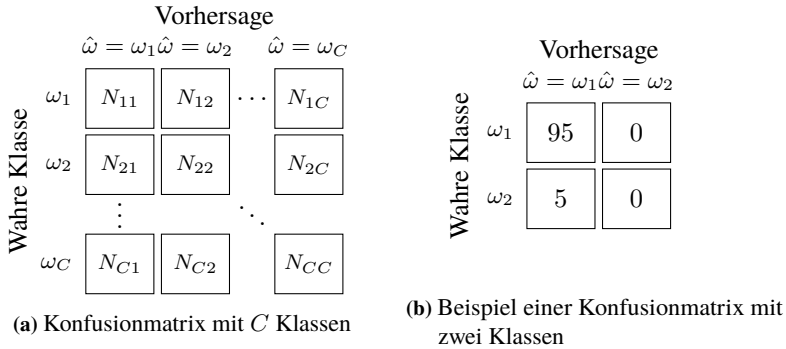 Vorhersage
ω̂ = ω₁ ω̂ = ω₂ ω̂ = ω_C
Wahre Klasse
ω₁ N₁₁ N₁₂ ⋯ N₁C
ω₂ N₂₁ N₂₂ N₂C
⋮ ⋱
ω_C N_C1 N_C2 N_CC
(a) Konfusionmatrix mit C Klassen
Vorhersage
ω̂ = ω₁ ω̂ = ω₂
Wahre Klasse
ω₁ 95 0
ω₂ 5 0
(b) Beispiel einer Konfusionmatrix mit
zwei Klassen